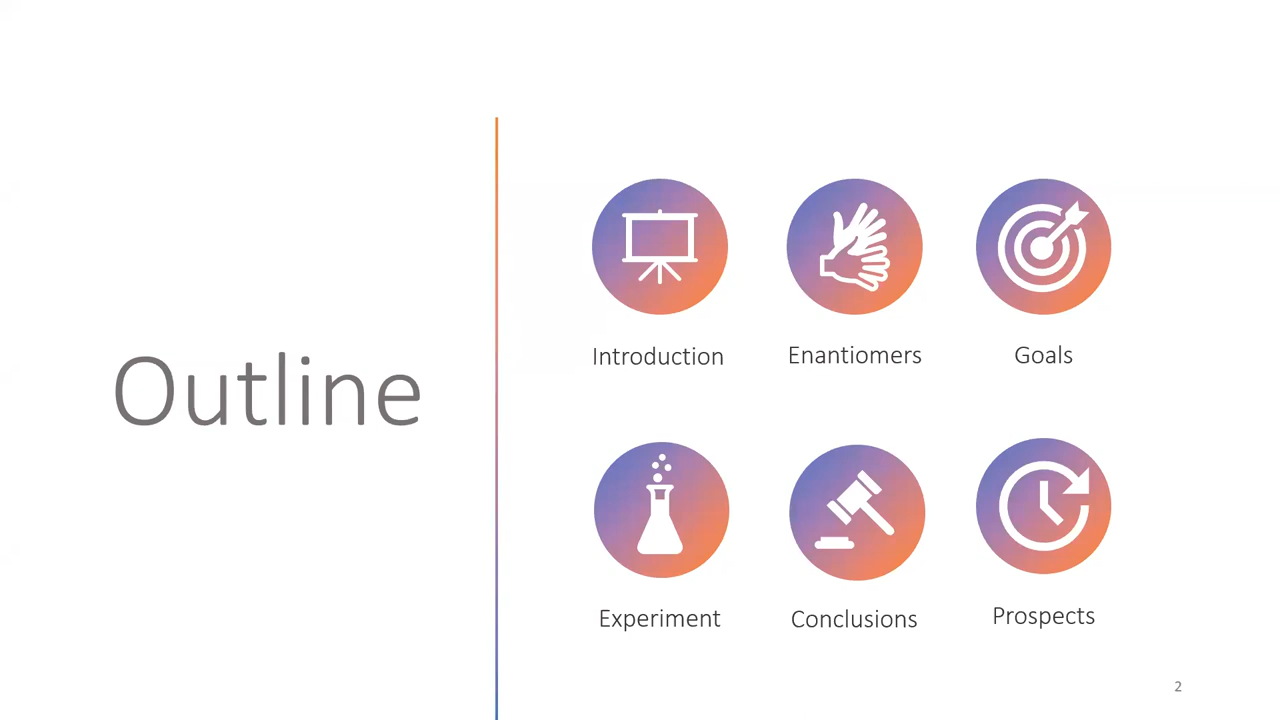 Outline
Introduction
Enantiomers
Goals
Experiment
Conclusions
Prospects
2